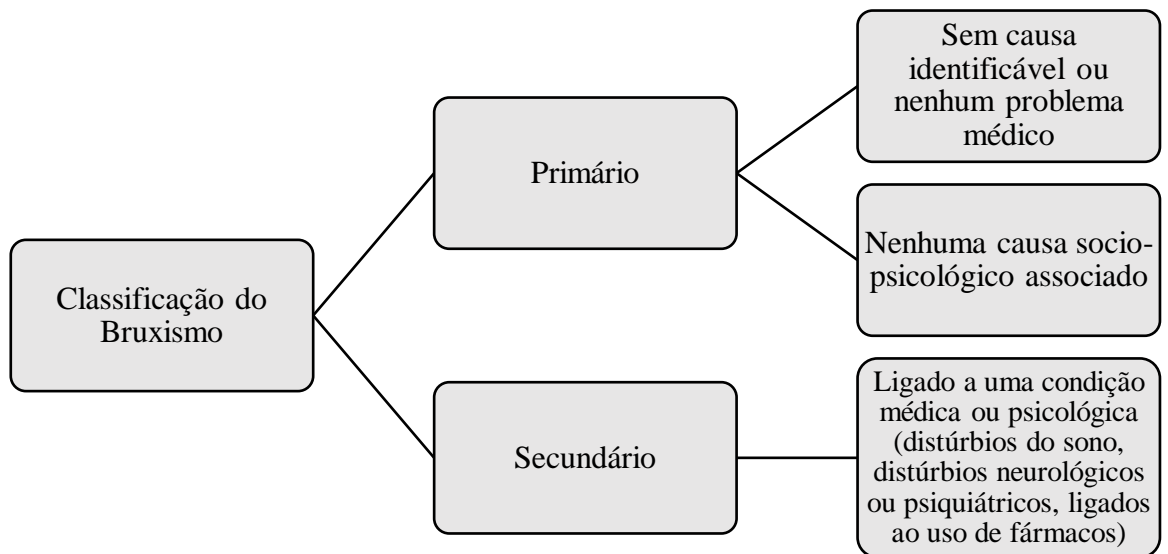 Classificação do
Bruxismo
Primário
Sem causa
identificável ou
nenhum problema
médico
Nenhuma causa socio-
psicológico associado
Secundário
Ligado a uma condição
médica ou psicológica
(distúrbios do sono,
distúrbios neurológicos
ou psiquiátricos, ligados
ao uso de fármacos)